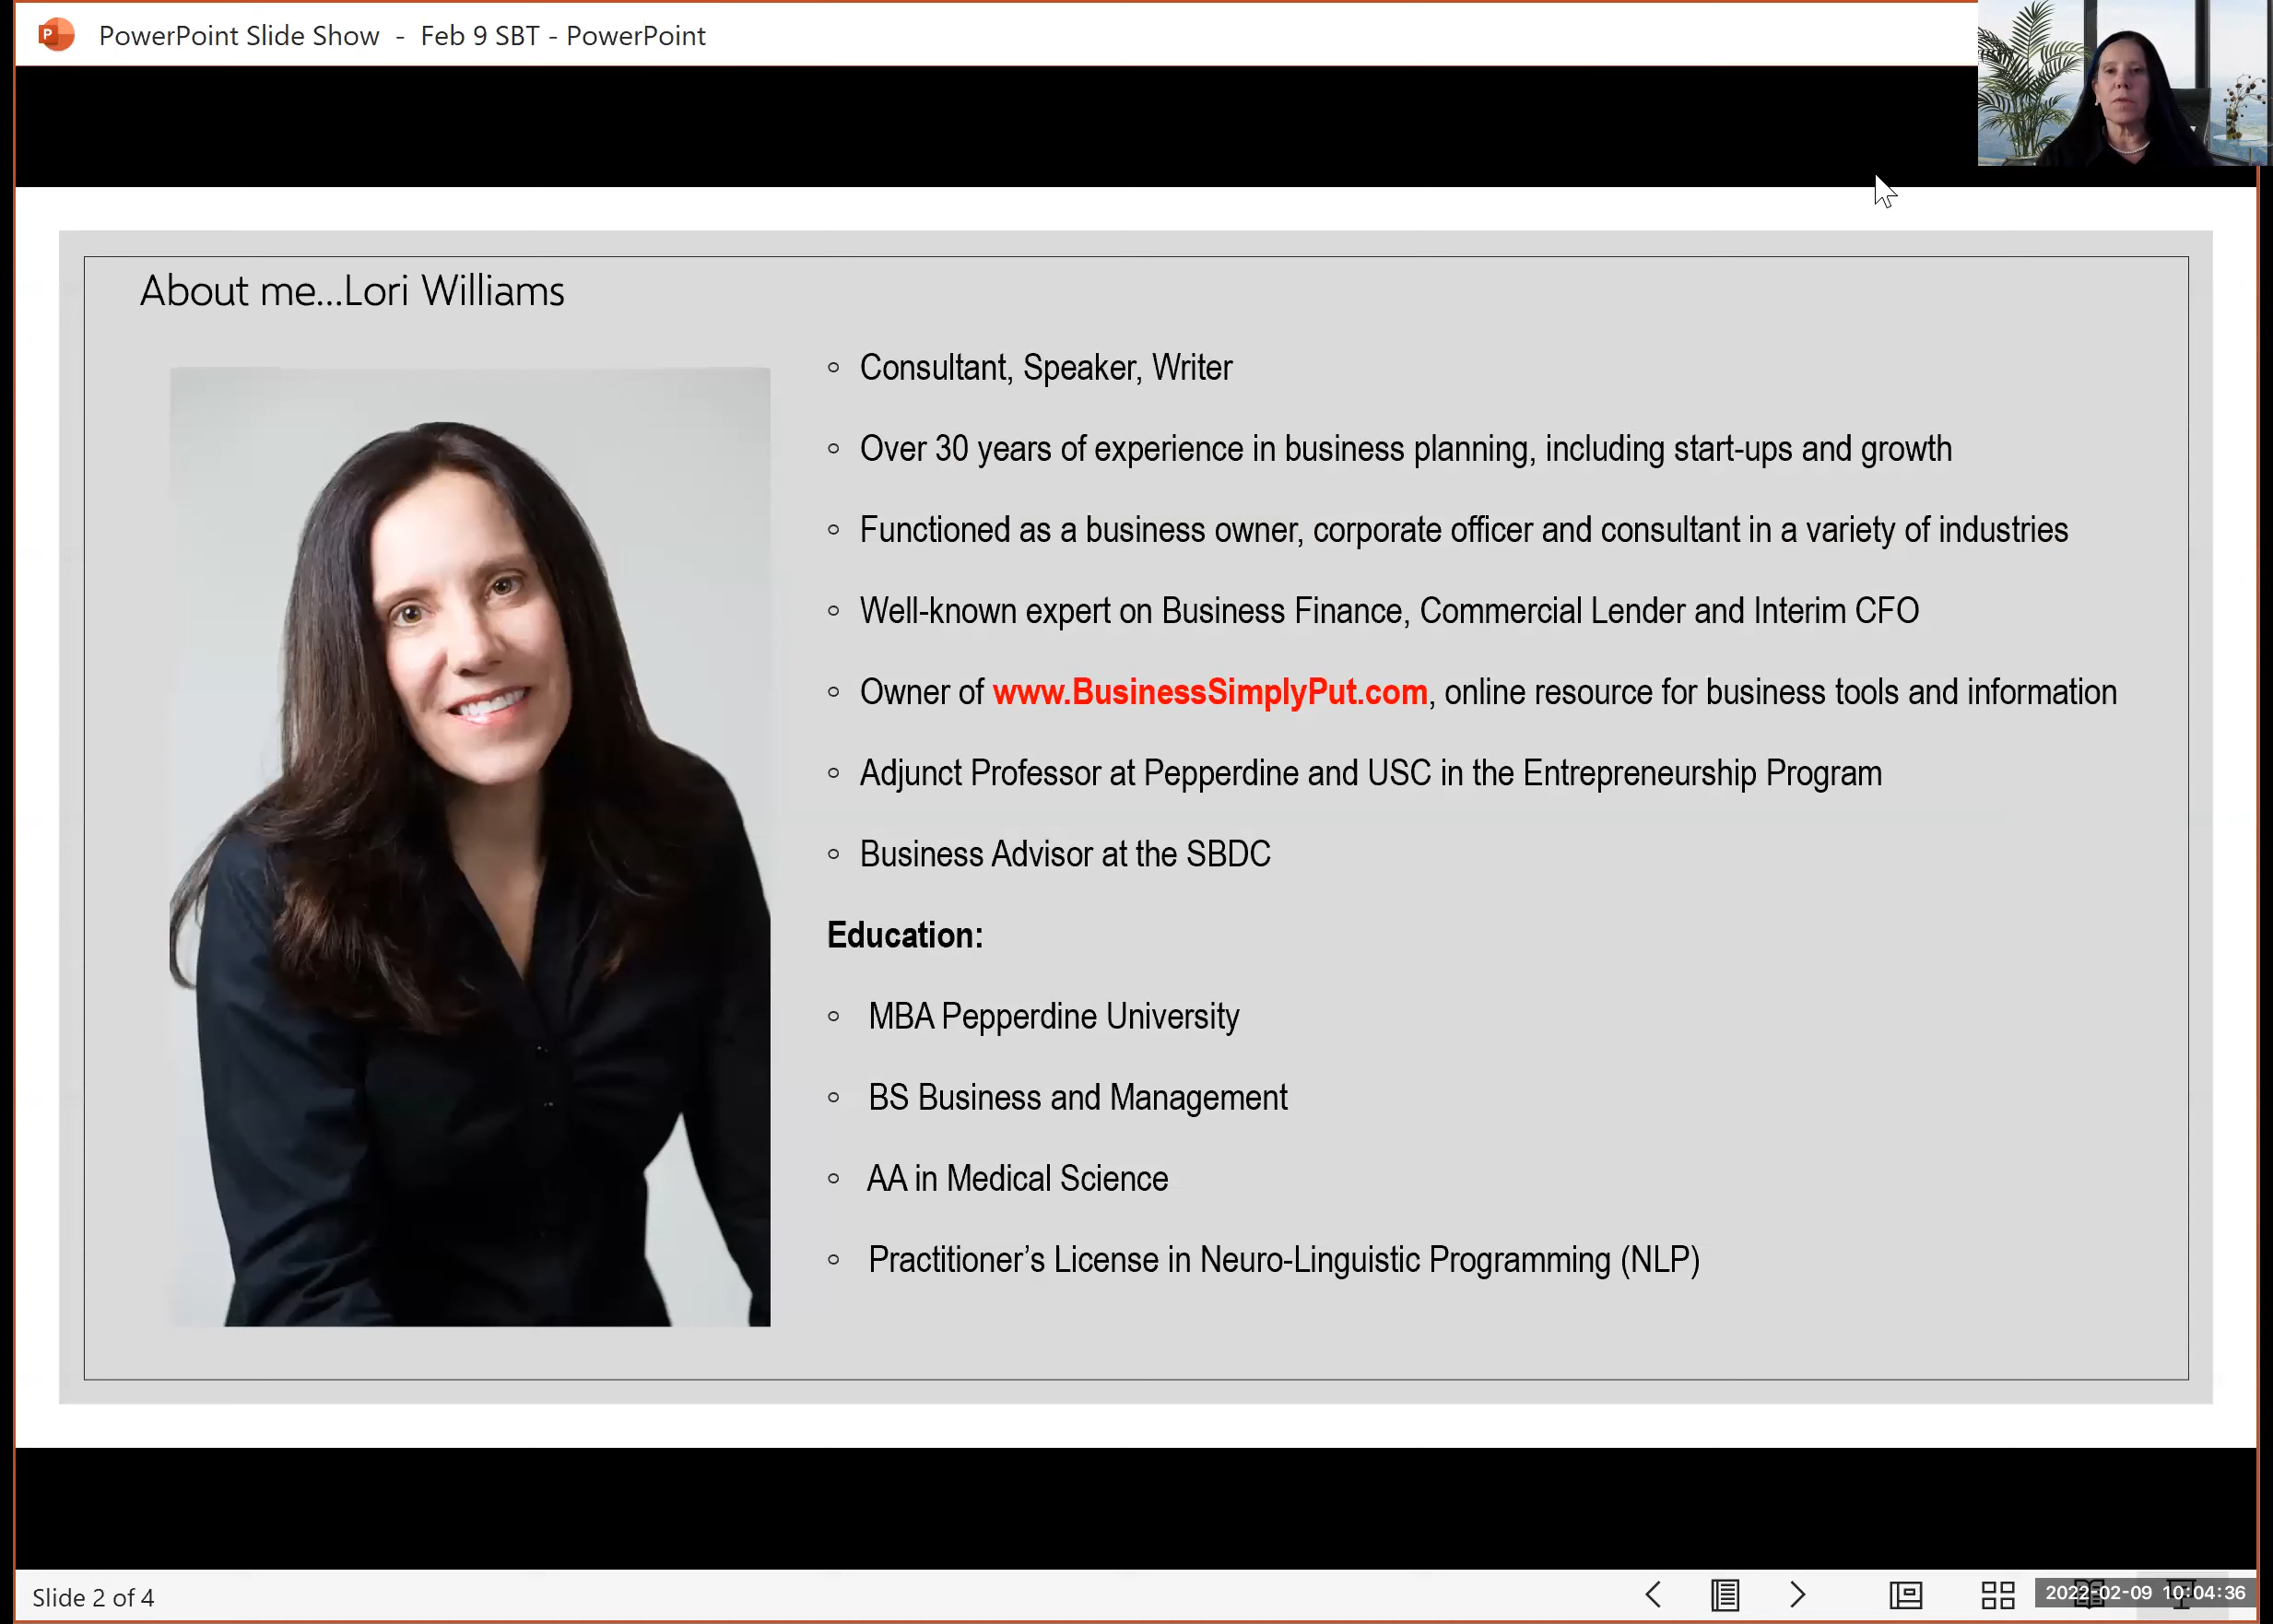 PowerPoint Slide Show - Feb 9 SBT - PowerPoint
About me...Lori Williams
Consultant, Speaker, Writer
Over 30 years of experience in business planning, including start-ups and growth
Functioned as a business owner, corporate officer and consultant in a variety of industries
Well-known expert on Business Finance, Commercial Lender and Interim CFO
Owner of www.BusinessSimplyPut.com, online resource for business tools and information
Adjunct Professor at Pepperdine and USC in the Entrepreneurship Program
Business Advisor at the SBDC
Education:
MBA Pepperdine University
BS Business and Management
AA in Medical Science
Practitioner’s License in Neuro-Linguistic Programming (NLP)
Slide 2 of 4
2022-02-09 10:04:36